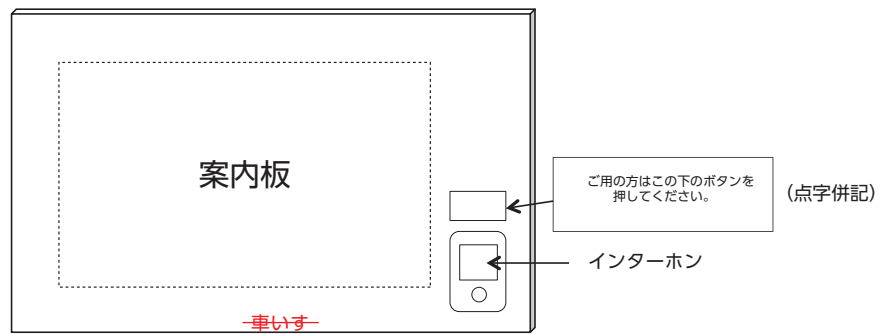 案内板
ご用の方はこの下のボタンを
押してください。
(点字併記)
インターホン
車いす